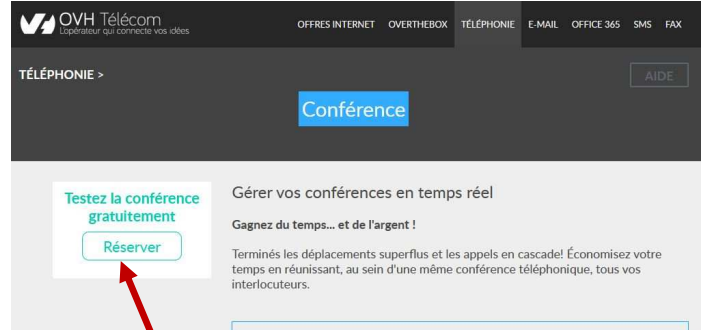 OVH Télécom
L'opérateur qui connecte vos idées
OFFRES INTERNET OVERTHEBOX TÉLÉPHONIE E-MAIL OFFICE 365 SMS FAX
TÉLÉPHONIE >
AIDE
Conférence
Testez la conférence
gratuitement
Réserver
Gérer vos conférences en temps réel
Gagnez du temps... et de l'argent !
Terminés les déplacements superflus et les appels en cascade! Économisez votre
temps en réunissant, au sein d'une même conférence téléphonique, tous vos
interlocuteurs.